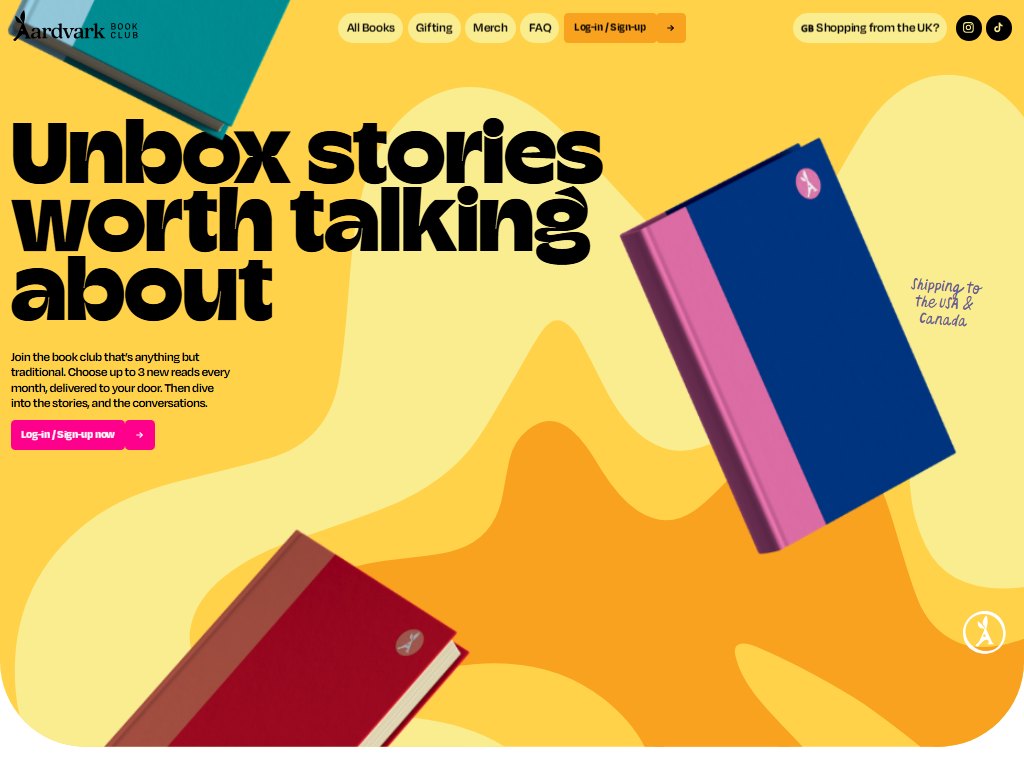 Aardvark BOOK CLUB
All Books
Gifting
Merch
FAQ
Log-in / Sign-up →
GB Shopping from the UK?
Unbox stories
worth talking
about
Shipping to
the USA &
Canada
Join the book club that's anything but
traditional. Choose up to 3 new reads every
month, delivered to your door. Then dive
into the stories, and the conversations.
Log-in / Sign-up now →